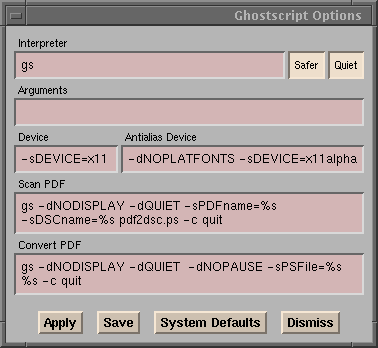 Ghostscript Options
Interpreter
gs
Safer
Quiet
Arguments
Device
Antialias Device
-sDEVICE=x11
-dNOPLATFONTS -sDEVICE=x11alpha
Scan PDF
gs -dNODISPLAY -dQUIET -sPDFname=%s
-sDSCname=%s pdf2dsc.ps -c quit
Convert PDF
gs -dNODISPLAY -dQUIET  -dNOPAUSE -sPSFile=%s
%s -c quit
Apply
Save
System Defaults
Dismiss